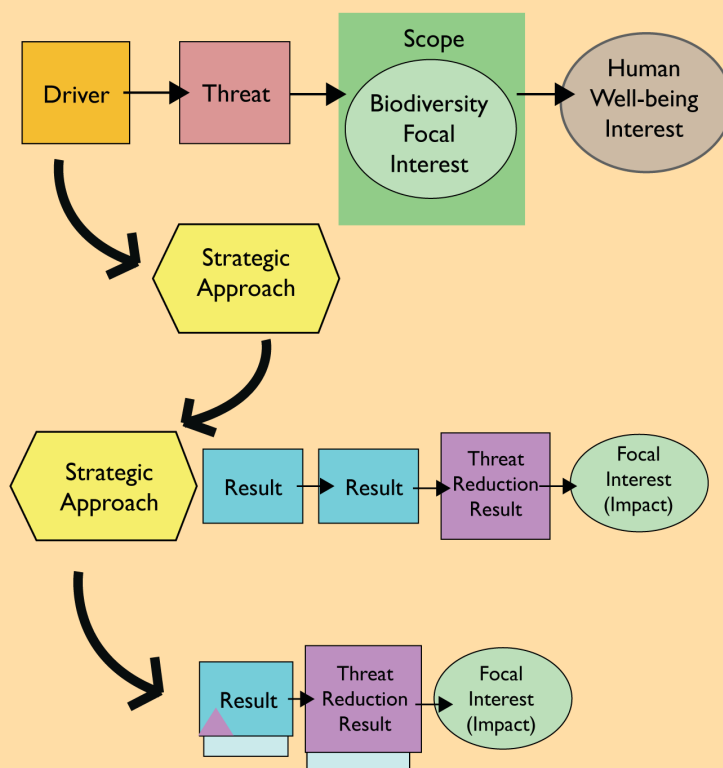 Driver
Threat
Scope
Biodiversity
Focal
Interest
Human
Well-being
Interest
Strategic
Approach
Strategic
Approach
Result
Result
Threat
Reduction
Result
Focal
Interest
(Impact)
Result
Threat
Reduction
Result
Focal
Interest
(Impact)